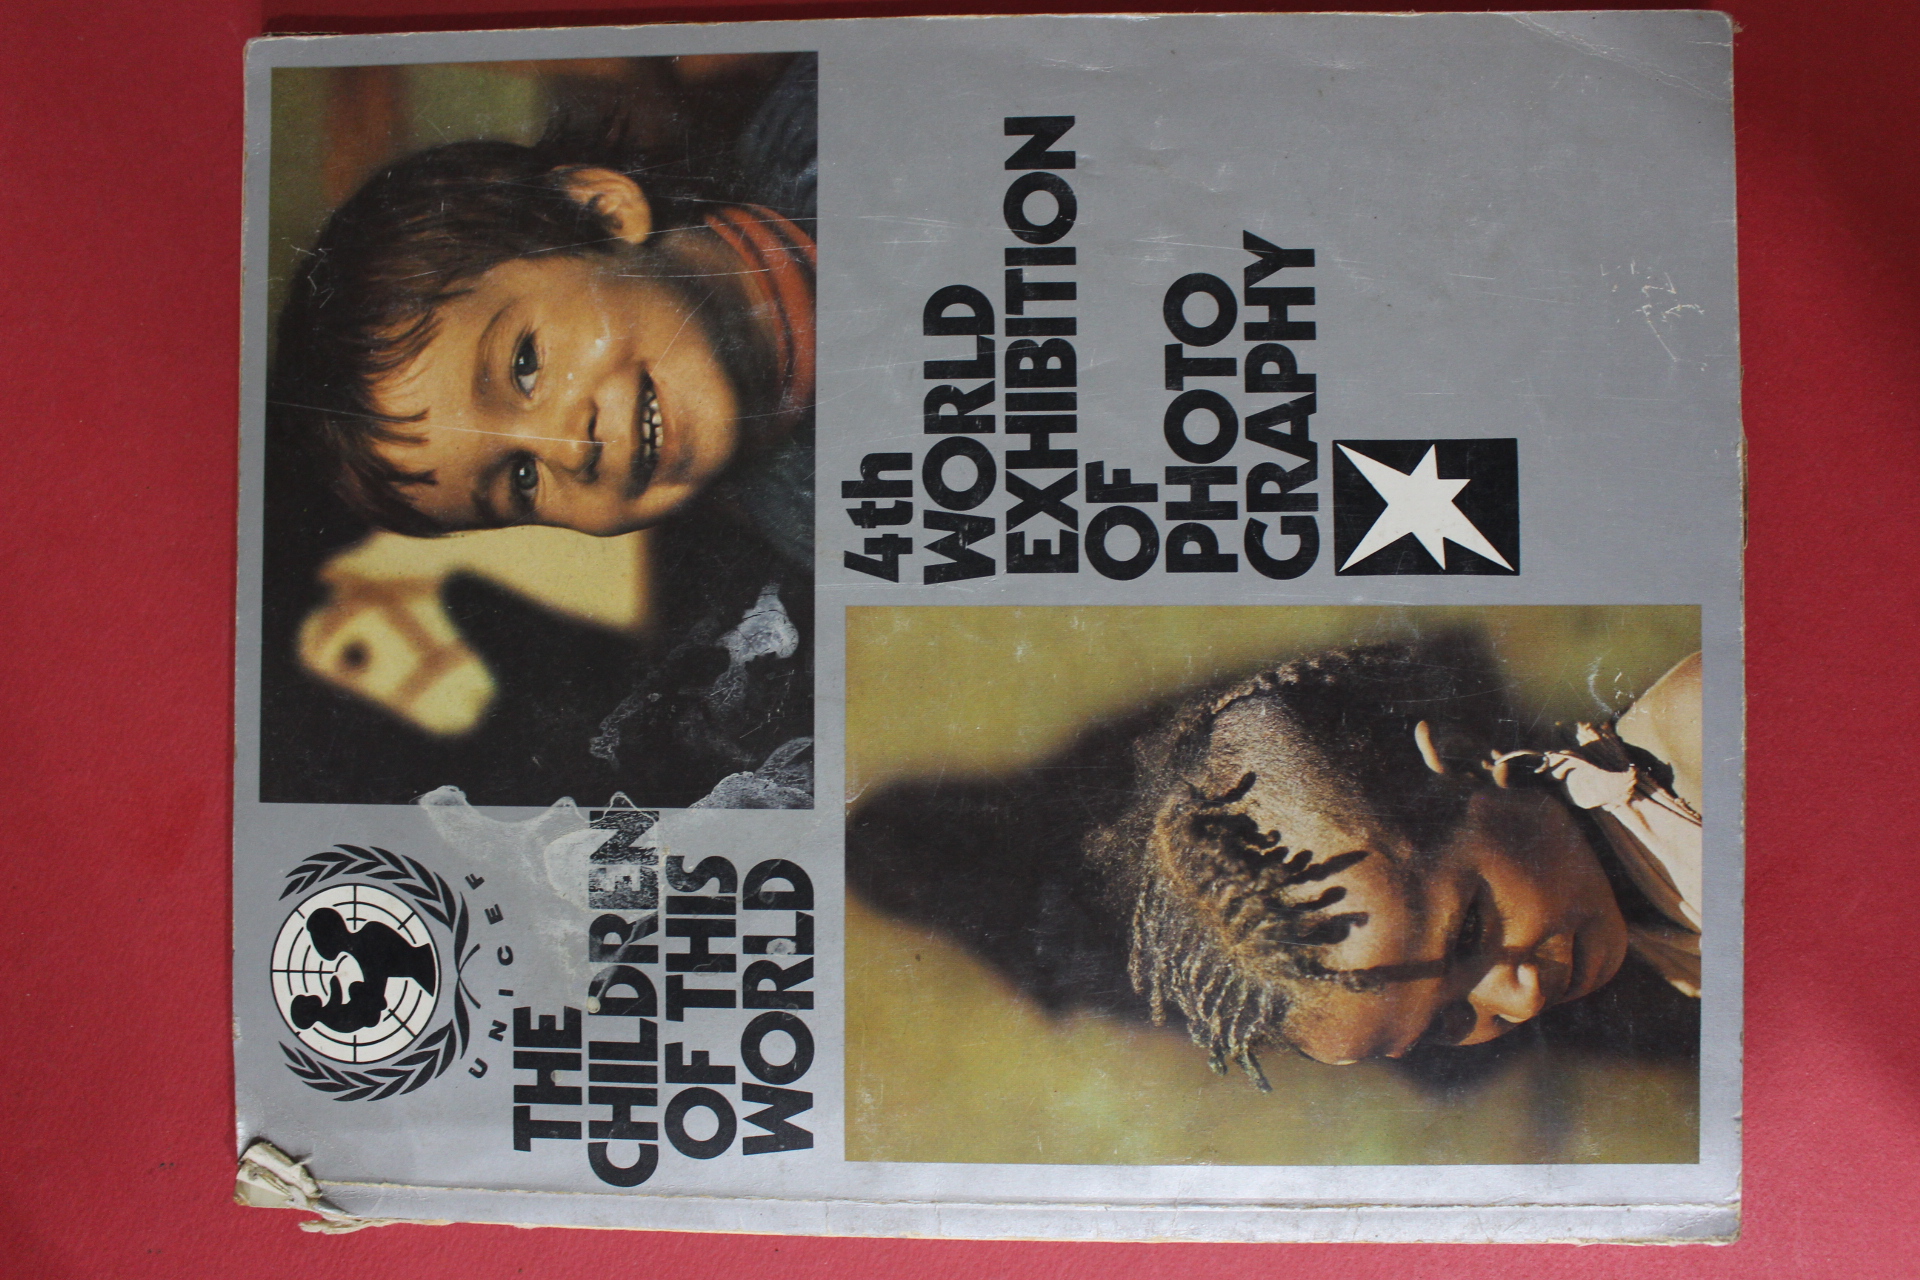 UNICEF
THE
CHILDREN
OF THIS
WORLD
4th
WORLD
EXHIBITION
OF
PHOTO
GRAPHY